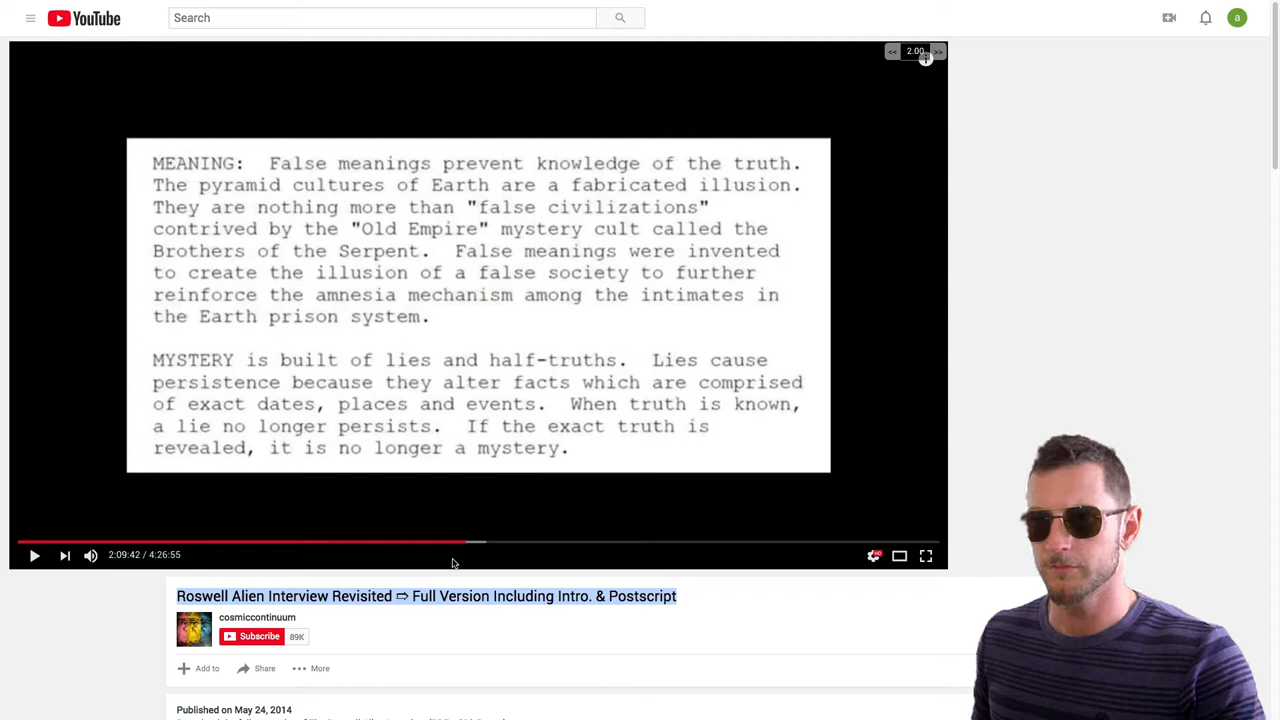 YouTube
Search
a
<< 2.00 >>
MEANING: False meanings prevent knowledge of the truth.
The pyramid cultures of Earth are a fabricated illusion.
They are nothing more than "false civilizations"
contrived by the "Old Empire" mystery cult called the
Brothers of the Serpent. False meanings were invented
to create the illusion of a false society to further
reinforce the amnesia mechanism among the intimates in
the Earth prison system.
MYSTERY is built of lies and half-truths. Lies cause
persistence because they alter facts which are comprised
of exact dates, places and events. When truth is known,
a lie no longer persists. If the exact truth is
revealed, it is no longer a mystery.
2:09:42 / 4:26:55
HD
Roswell Alien Interview Revisited ⇨ Full Version Including Intro. & Postscript
cosmiccontinuum
Subscribe 89K
Add to Share More
Published on May 24, 2014